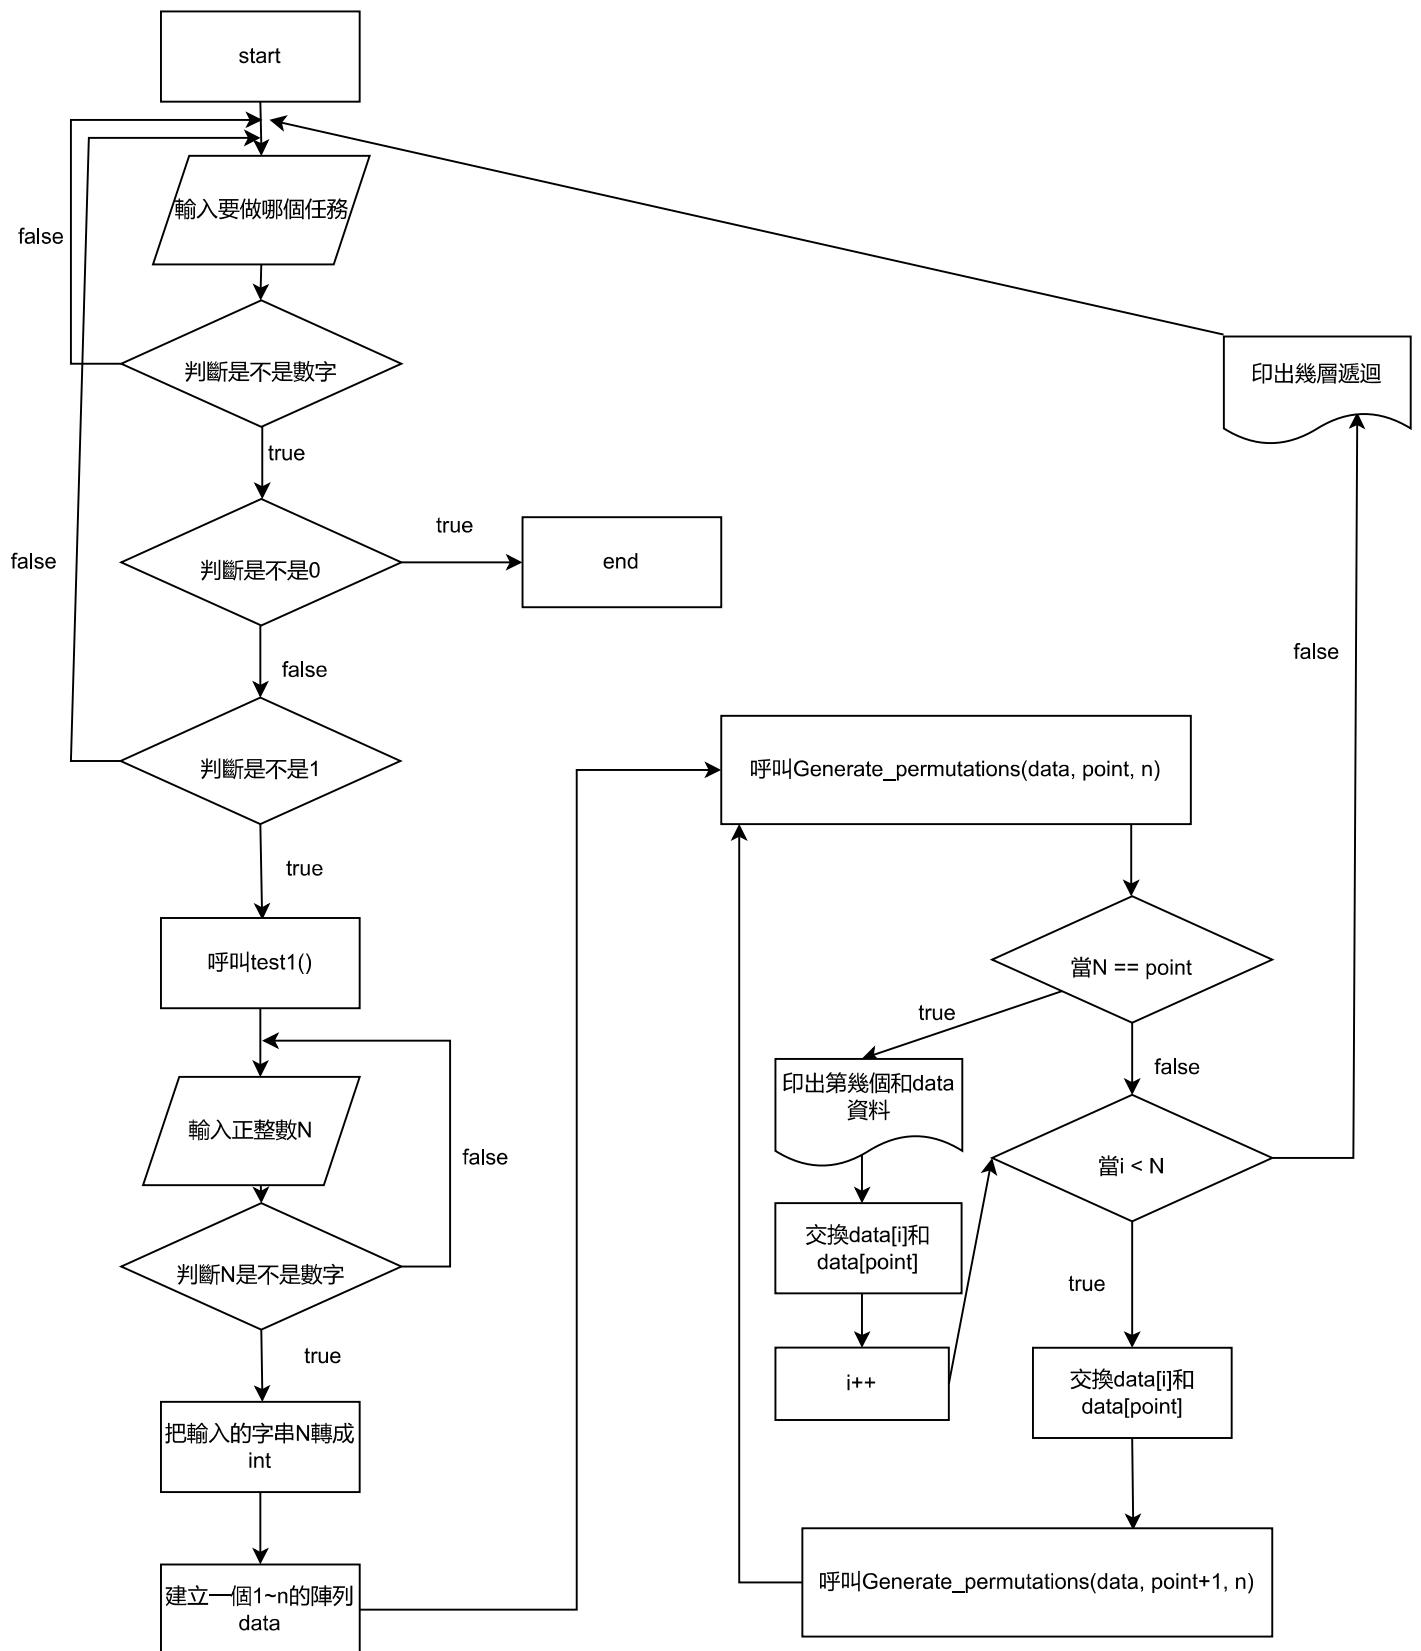 start
false
輸入要做哪個任務
判斷是不是數字
true
false
判斷是不是0
true
end
false
判斷是不是1
true
呼叫test1()
輸入正整數N
false
判斷N是不是數字
true
把輸入的字串N轉成
int
建立一個1~n的陣列
data
呼叫Generate_permutations(data, point, n)
當N == point
true
false
印出第幾個和data
資料
交換data[i]和
data[point]
i++
當i < N
false
印出幾層遞迴
true
交換data[i]和
data[point]
呼叫Generate_permutations(data, point+1, n)